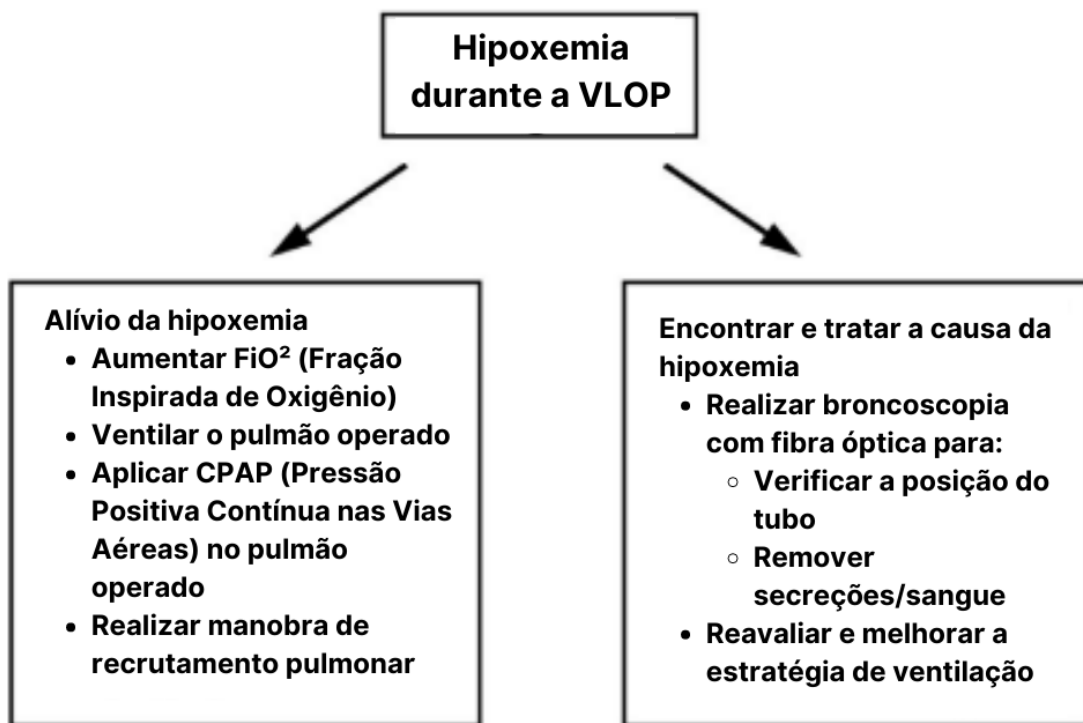 Hipoxemia
durante a VLOP
Alívio da hipoxemia
• Aumentar FiO² (Fração
Inspirada de Oxigênio)
• Ventilar o pulmão operado
• Aplicar CPAP (Pressão
Positiva Contínua nas Vias
Aéreas) no pulmão
operado
• Realizar manobra de
recrutamento pulmonar
Encontrar e tratar a causa da
hipoxemia
• Realizar broncoscopia
com fibra óptica para:
◦ Verificar a posição do
tubo
◦ Remover
secreções/sangue
• Reavaliar e melhorar a
estratégia de ventilação